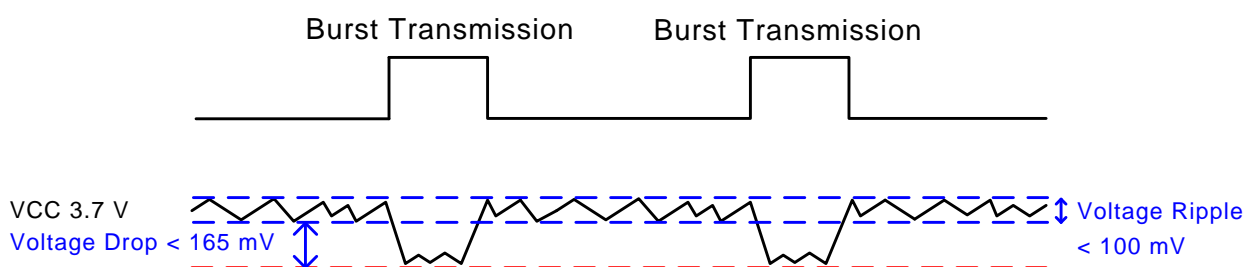 Burst Transmission Burst Transmission
VCC 3.7 V
Voltage Drop < 165 mV
Voltage Ripple
< 100 mV